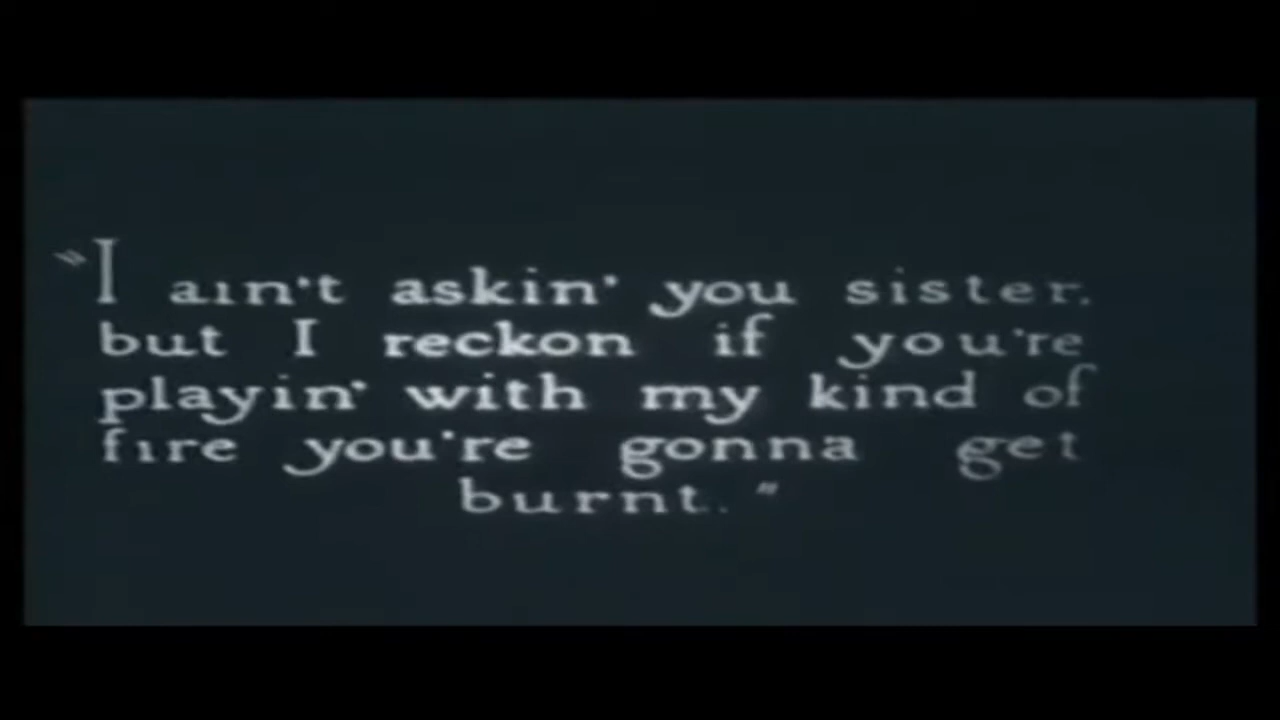 "I ain't askin' you sister,
but I reckon if you're
playin' with my kind of
fire you're gonna get
burnt."